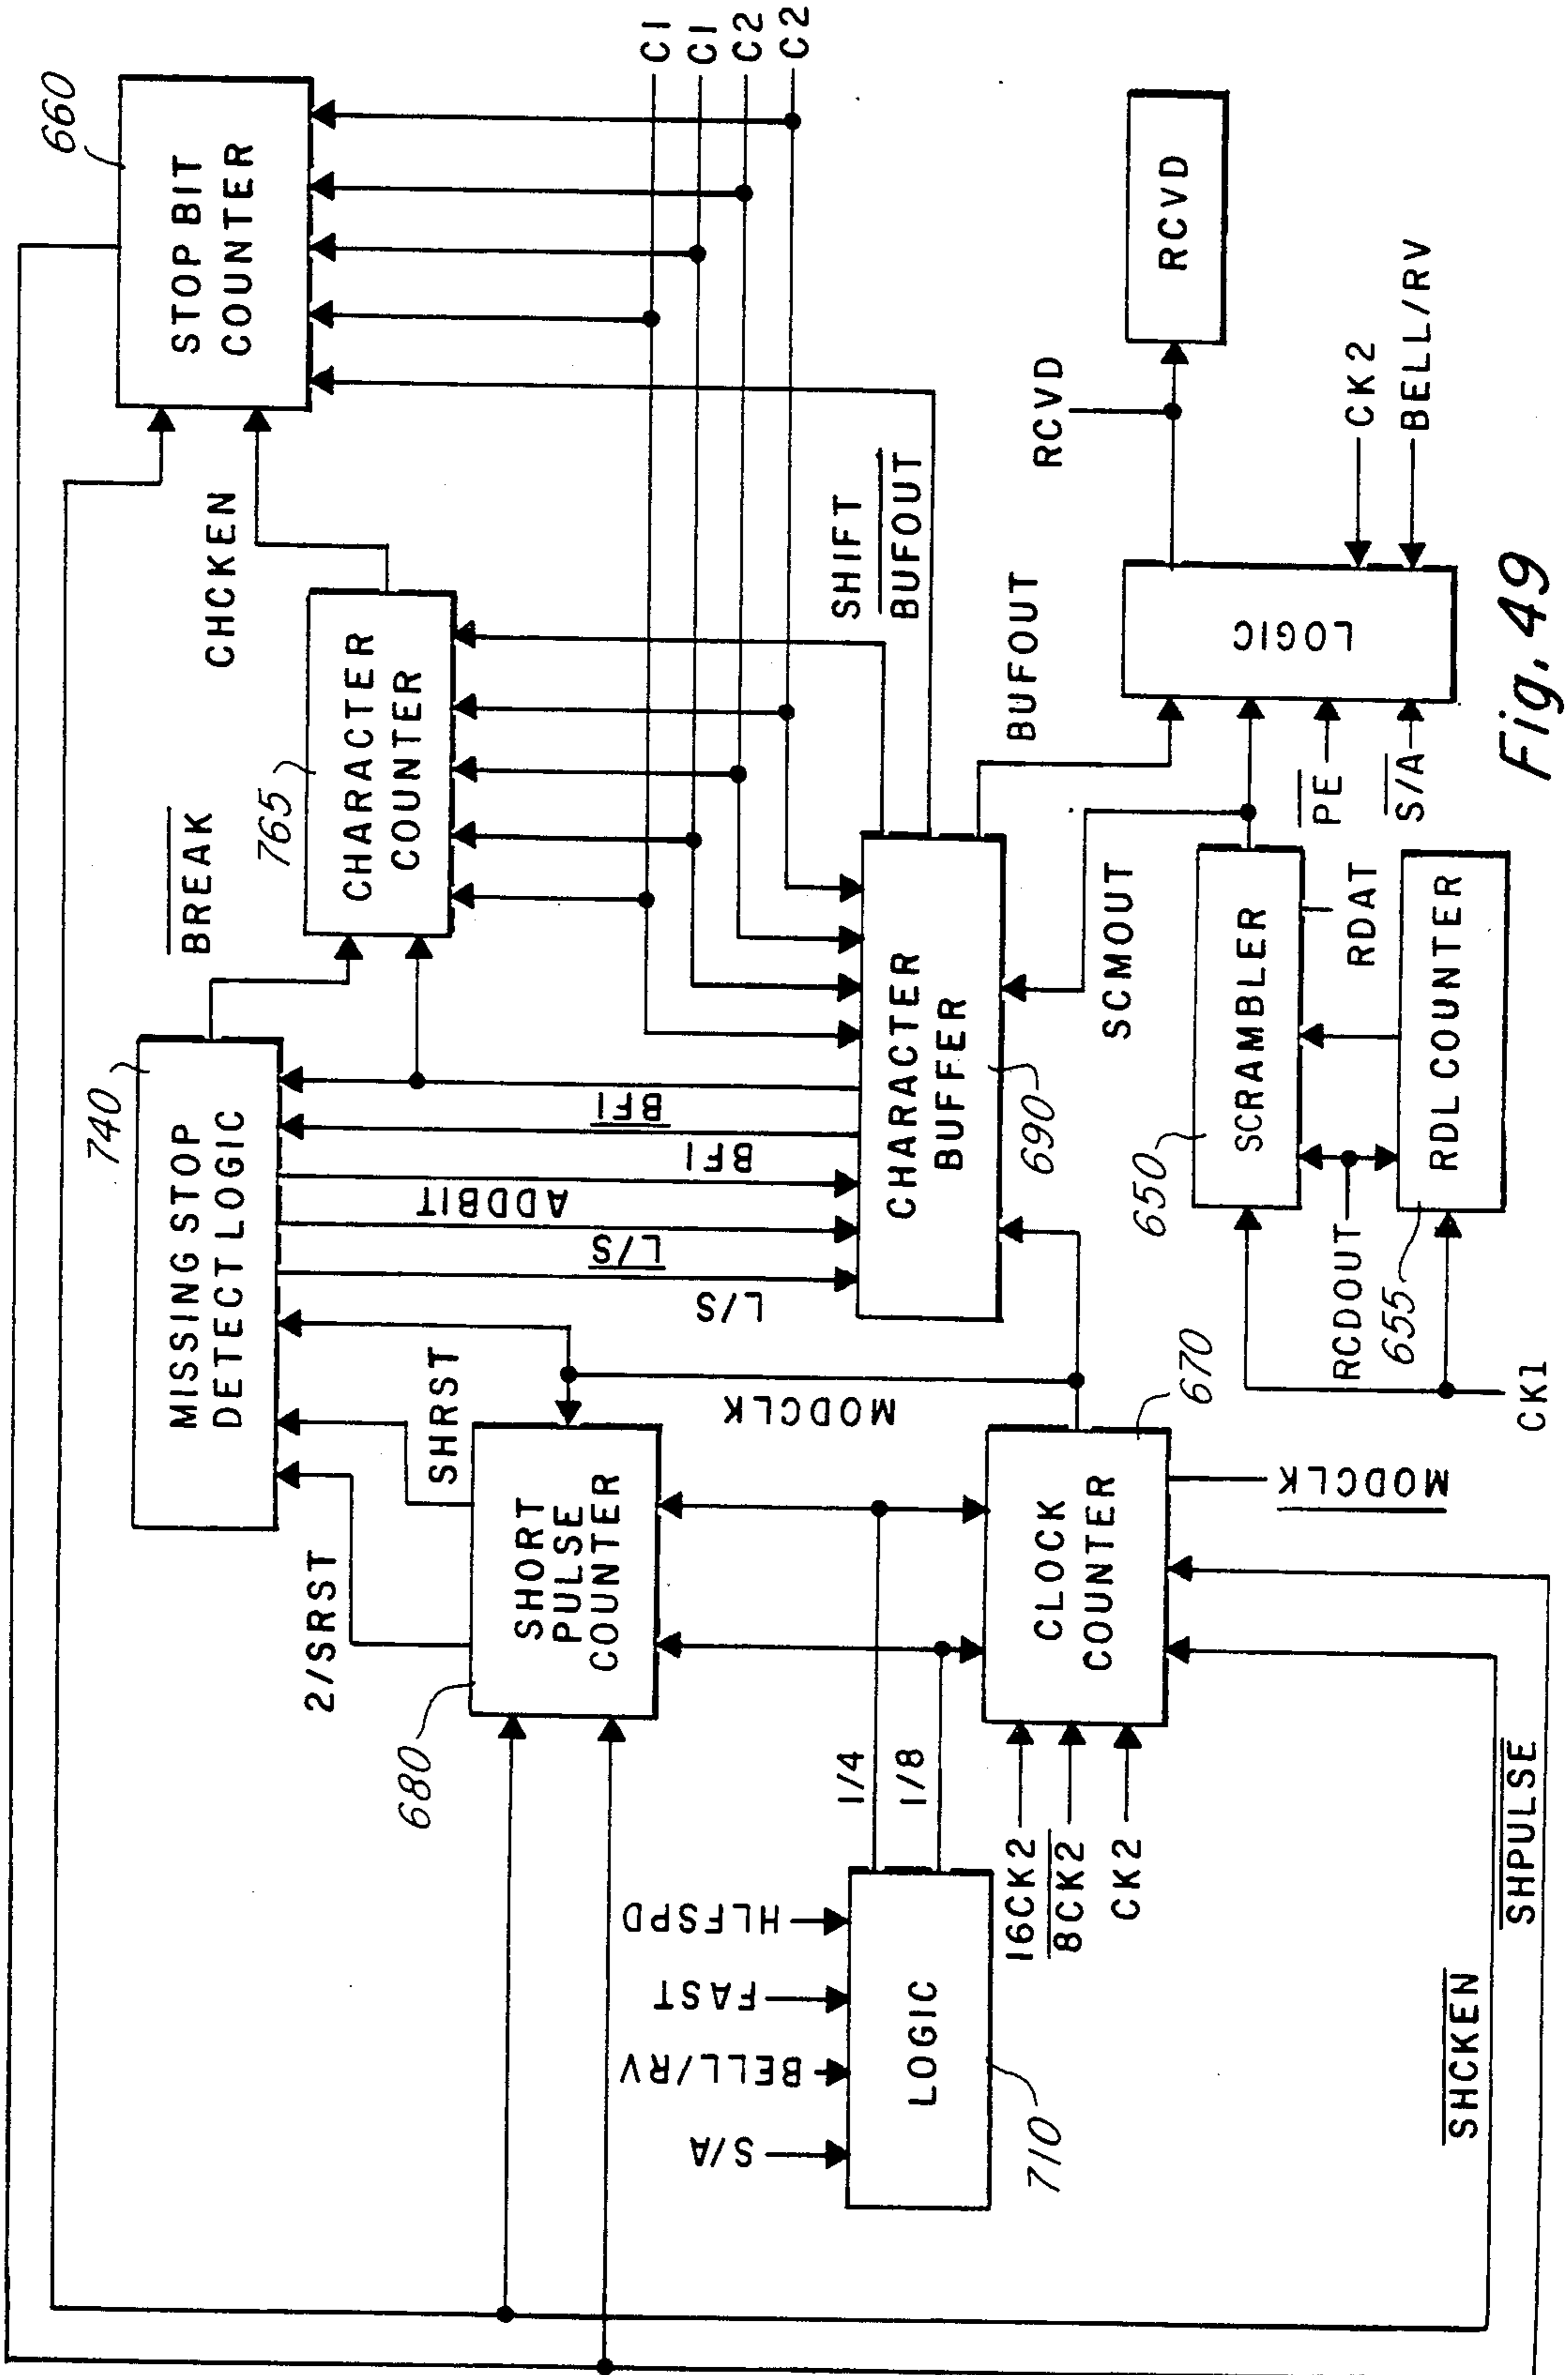 660
STOP BIT
COUNTER
C1
C1
C2
C2
CHCKEN
765
CHARACTER
COUNTER
BREAK
740
MISSING STOP
DETECT LOGIC
2/SRST
SHRST
680
SHORT
PULSE
COUNTER
MODCLK
L/S
L/S
ADDBIT
BF1
BF1
CHARACTER
BUFFER
690
SHIFT
BUFOUT
BUFOUT
SCMOUT
RCVD
RCVD
LOGIC
CK2
BELL/RV
PE
S/A
650
SCRAMBLER
RDAT
RDL COUNTER
655
RCDOUT
CK1
670
CLOCK
COUNTER
MODCLK
1/4
1/8
16CK2
8CK2
CK2
HLFSPD
FAST
BELL/RV
S/A
LOGIC
710
SHCKEN
SHPULSE
Fig. 49